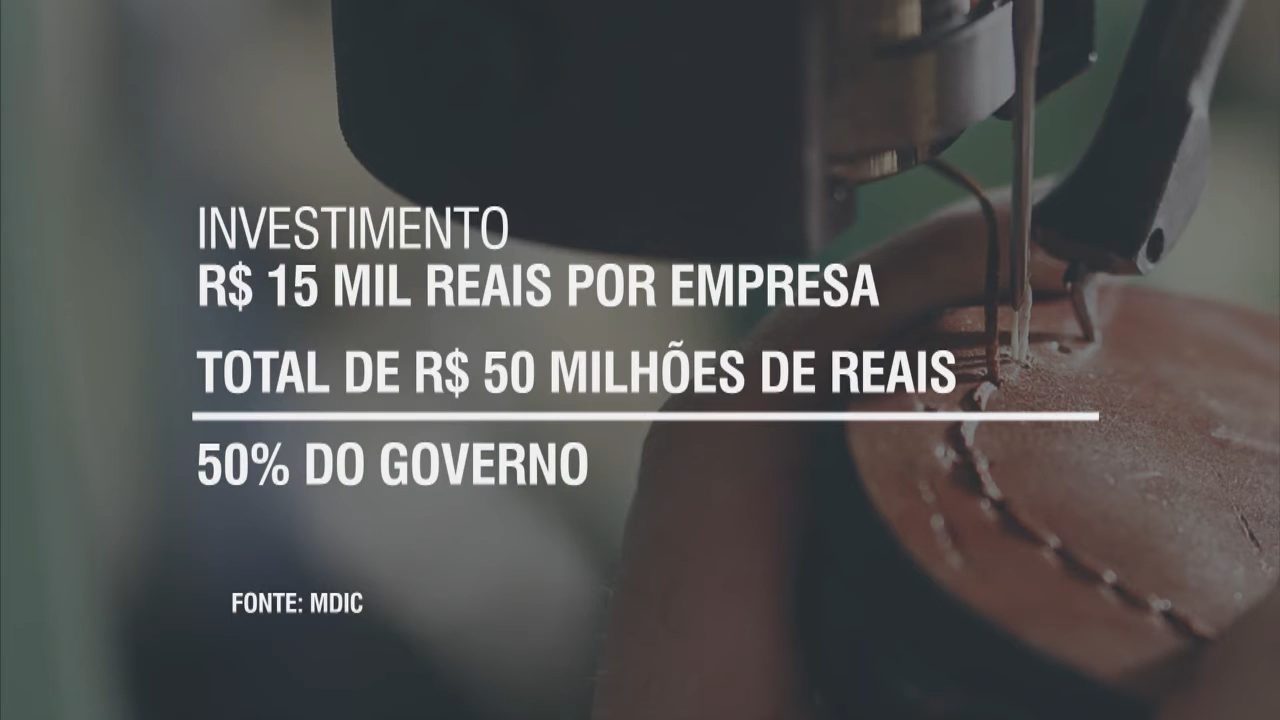 INVESTIMENTO
R$ 15 MIL REAIS POR EMPRESA
TOTAL DE R$ 50 MILHÕES DE REAIS
50% DO GOVERNO
FONTE: MDIC